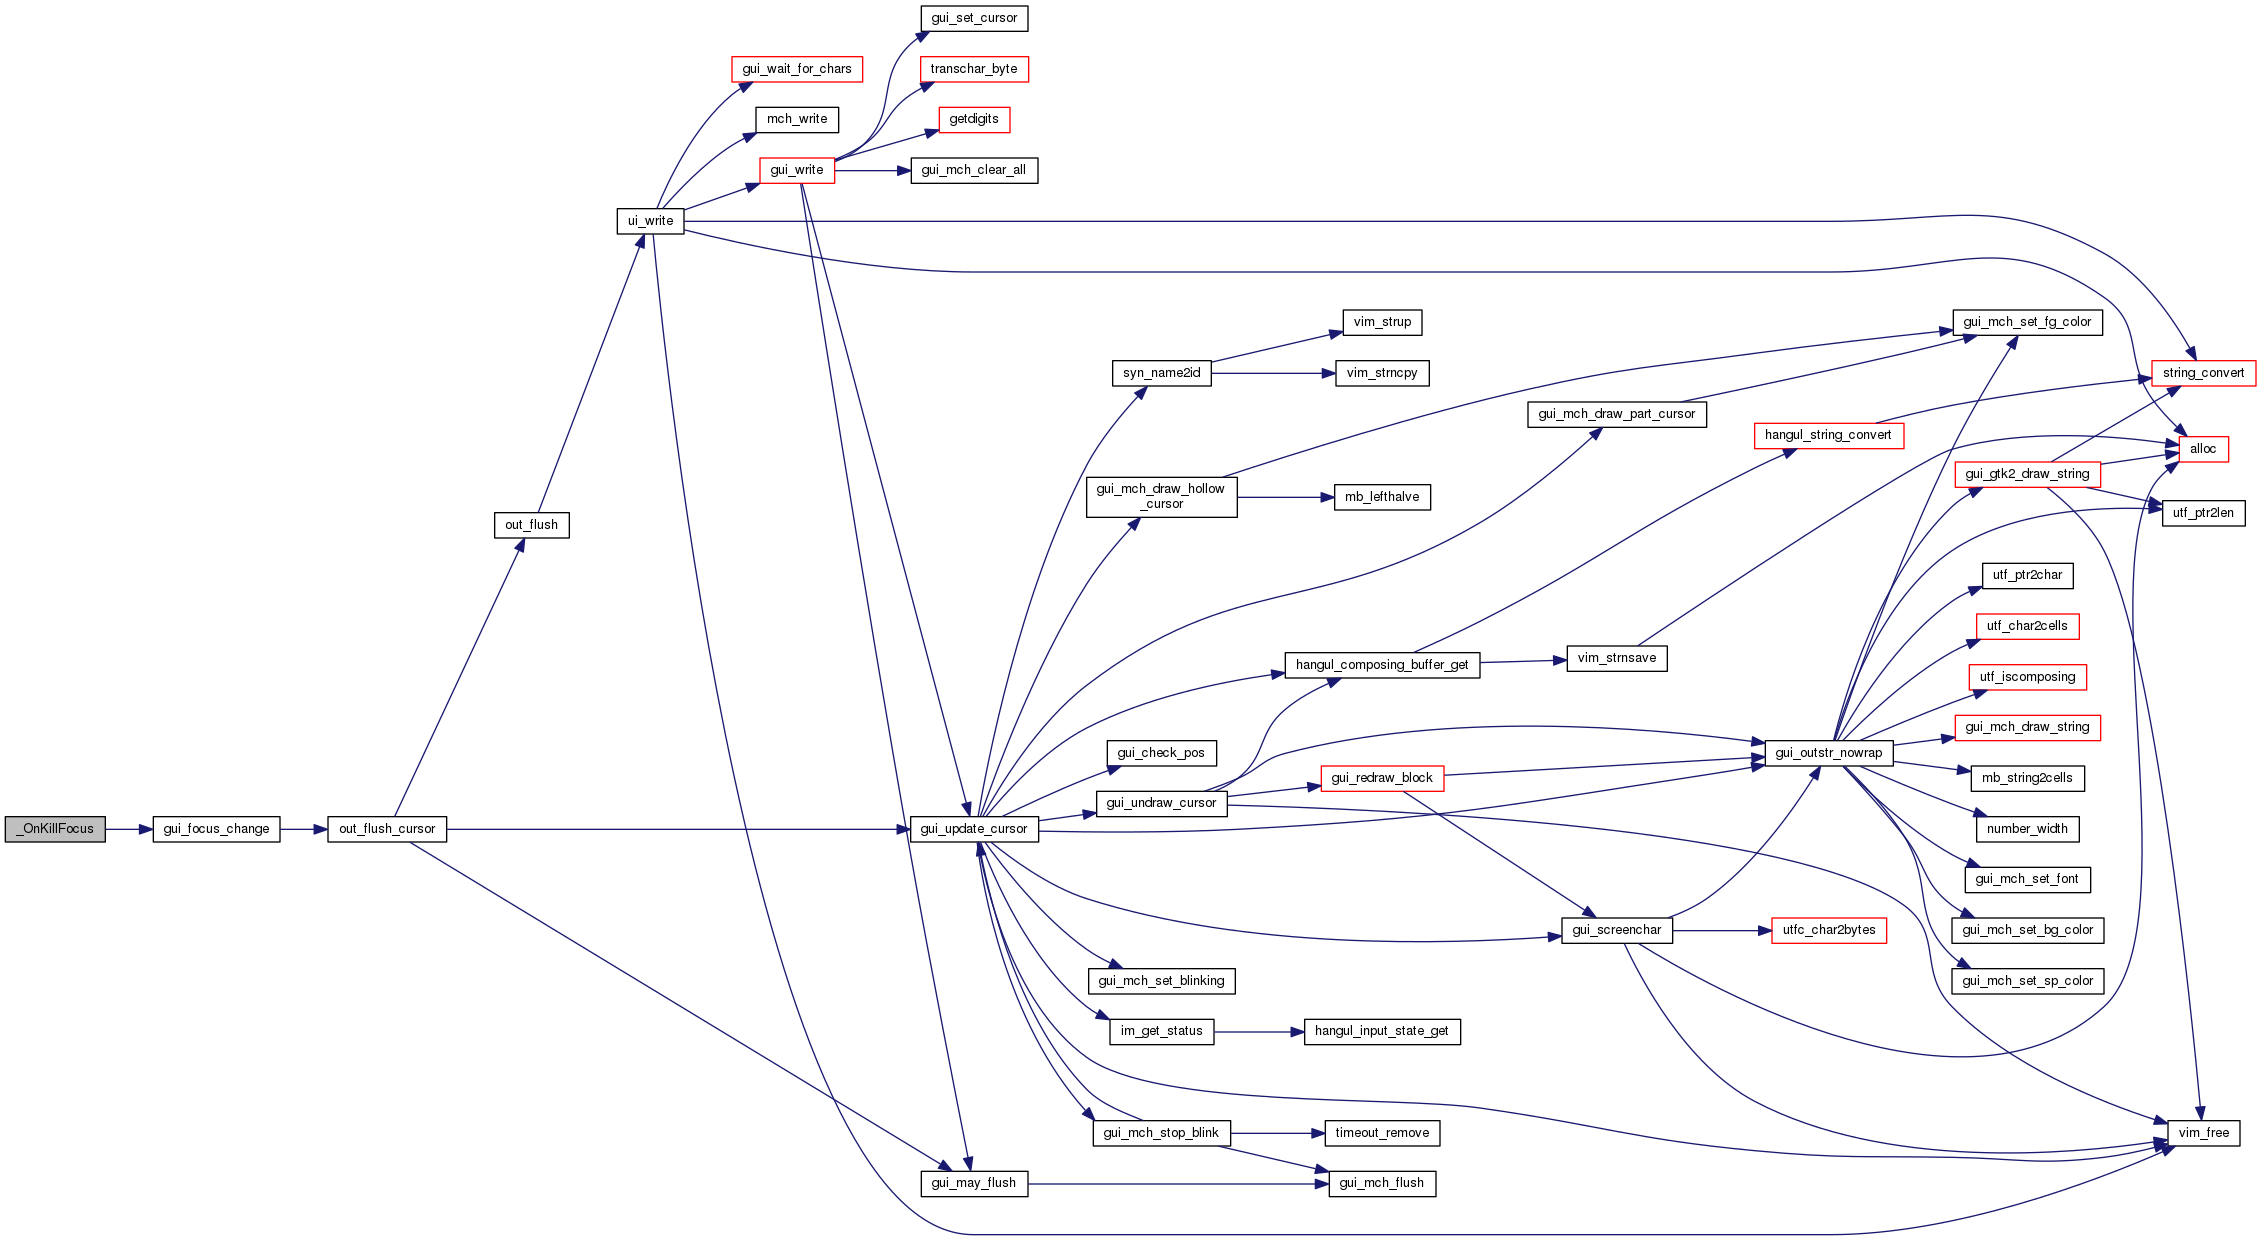 gui_set_cursor
gui_wait_for_chars
transchar_byte
mch_write
getdigits
gui_write
gui_mch_clear_all
ui_write
vim_strup
gui_mch_set_fg_color
syn_name2id
vim_strncpy
string_convert
gui_mch_draw_part_cursor
hangul_string_convert
alloc
gui_mch_draw_hollow
_cursor
mb_lefthalve
gui_gtk2_draw_string
out_flush
utf_ptr2len
utf_ptr2char
utf_char2cells
hangul_composing_buffer_get
vim_strnsave
utf_iscomposing
gui_mch_draw_string
gui_check_pos
gui_outstr_nowrap
gui_redraw_block
mb_string2cells
gui_undraw_cursor
_OnKillFocus
gui_focus_change
out_flush_cursor
gui_update_cursor
number_width
gui_mch_set_font
gui_screenchar
utfc_char2bytes
gui_mch_set_bg_color
gui_mch_set_blinking
gui_mch_set_sp_color
im_get_status
hangul_input_state_get
gui_mch_stop_blink
timeout_remove
vim_free
gui_may_flush
gui_mch_flush